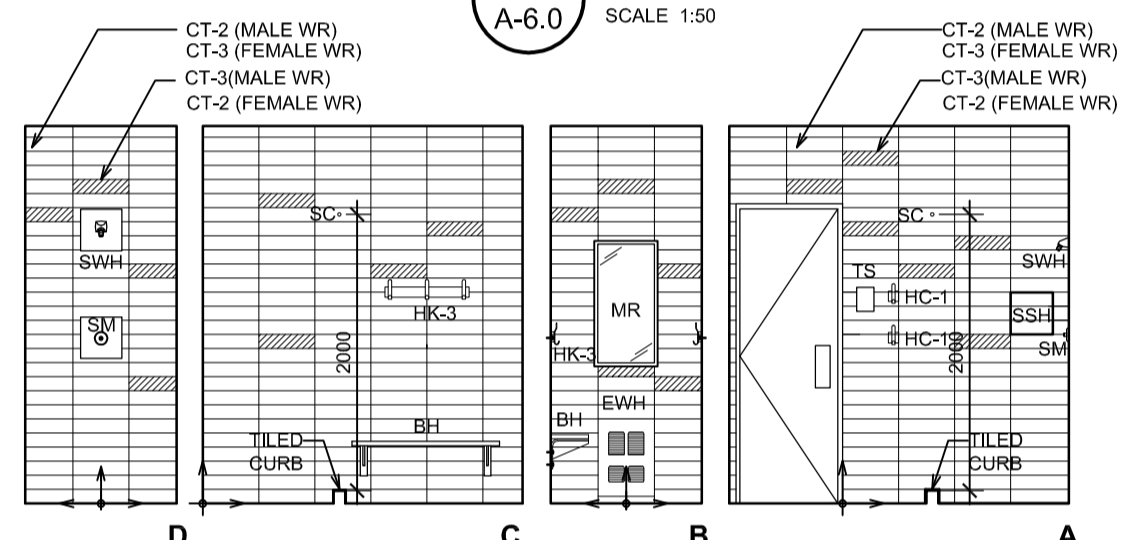 A-6.0
SCALE 1:50
CT-2 (MALE WR)
CT-3 (FEMALE WR)
CT-3(MALE WR)
CT-2 (FEMALE WR)
CT-2 (MALE WR)
CT-3 (FEMALE WR)
CT-3(MALE WR)
CT-2 (FEMALE WR)
SWH
SM
D
SC
HK-3
2000
BH
TILED
CURB
C
MR
HK-3
EWH
BH
B
SC
TS
HC-1
HC-1
2000
SWH
SSH
SM
TILED
CURB
A